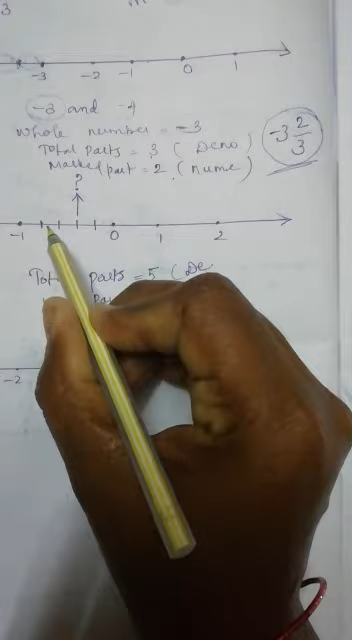 3
-3 -2 -1 0 1
-3 and -4
whole number = -3
Total Parts = 3 (Deno)
Marked part = 2 (nume)
-3 2/3
?
-1 0 1 2
parts = 5 (De
-2